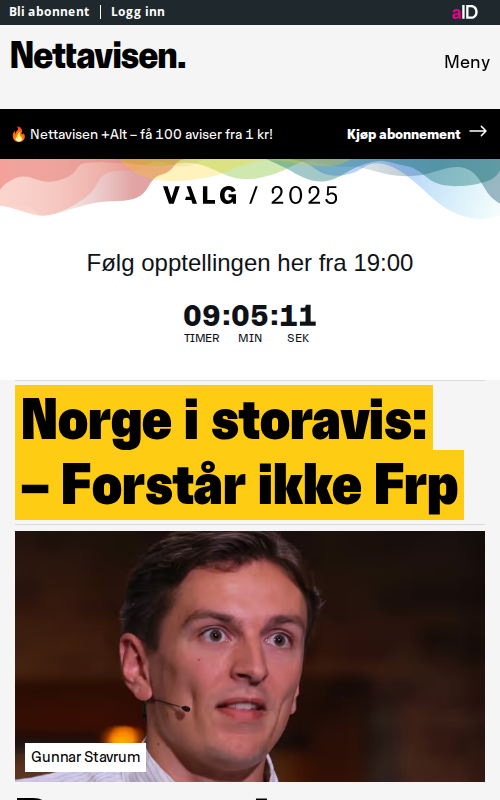 Bli abonnent | Logg inn
aID
Nettavisen.
Meny
🔥 Nettavisen +Alt – få 100 aviser fra 1 kr!
Kjøp abonnement →
VALG / 2025
Følg opptellingen her fra 19:00
09:05:11
TIMER MIN SEK
Norge i storavis:
– Forstår ikke Frp
Gunnar Stavrum